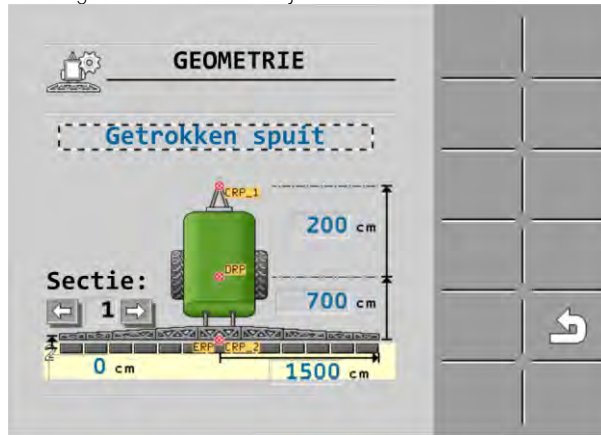 GEOMETRIE
Getrokken spuit
CRP_1
200 cm
DRP
Sectie:
700 cm
1
ERP CRP_2
0 cm
1500 cm